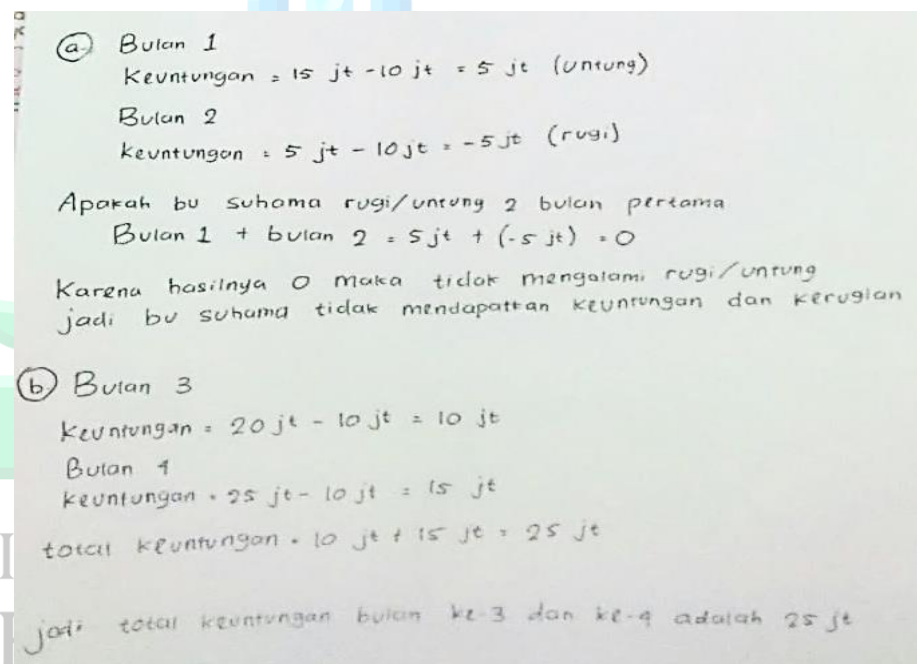 a. Bulan 1
Keuntungan = 15 jt - 10 jt = 5 jt (Untung)
Bulan 2
keuntungan = 5 jt - 10 jt = -5 jt (rugi)
Apakah bu suhama rugi/untung 2 bulan pertama
Bulan 1 + bulan 2 = 5 jt + (-5 jt) = 0
Karena hasilnya 0 maka tidak mengalami rugi/untung
jadi bu suhama tidak mendapatkan keuntungan dan kerugian
b. Bulan 3
Keuntungan = 20 jt - 10 jt = 10 jt
Bulan 4
keuntungan = 25 jt - 10 jt = 15 jt
total keuntungan = 10 jt + 15 jt = 25 jt
jadi total keuntungan bulan ke-3 dan ke-4 adalah 25 jt